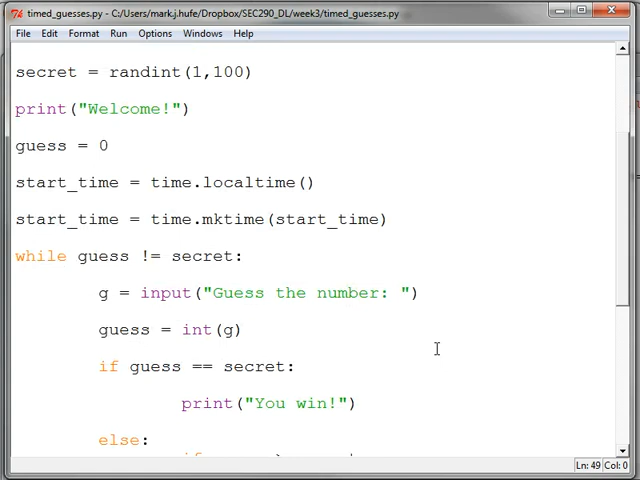 timed_guesses.py - C:/Users/mark.j.hufe/Dropbox/SEC290_DL/week3/timed_guesses.py
File Edit Format Run Options Windows Help
secret = randint(1,100)
print("Welcome!")
guess = 0
start_time = time.localtime()
start_time = time.mktime(start_time)
while guess != secret:
g = input("Guess the number: ")
guess = int(g)
if guess == secret:
print("You win!")
else:
Ln: 49 Col: 0